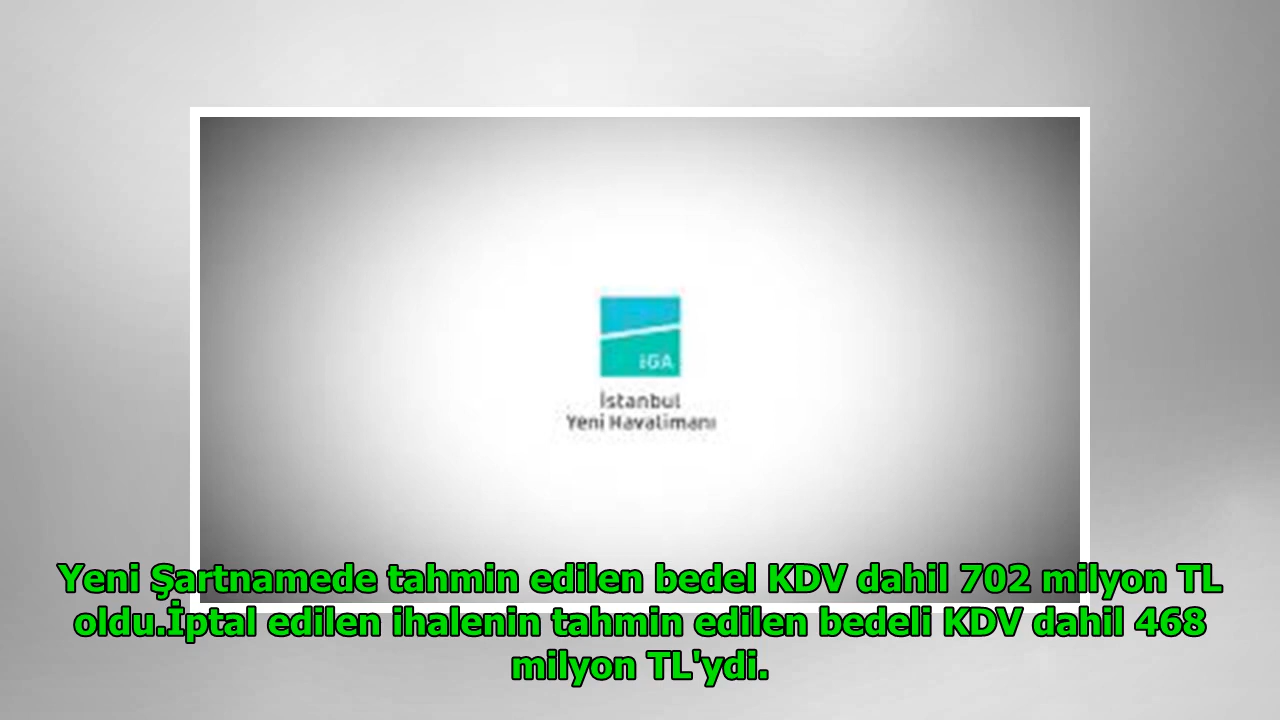 iGA
İstanbul
Yeni Havalimanı
Yeni Şartnamede tahmin edilen bedel KDV dahil 702 milyon TL
oldu.İptal edilen ihalenin tahmin edilen bedeli KDV dahil 468
milyon TL'ydi.